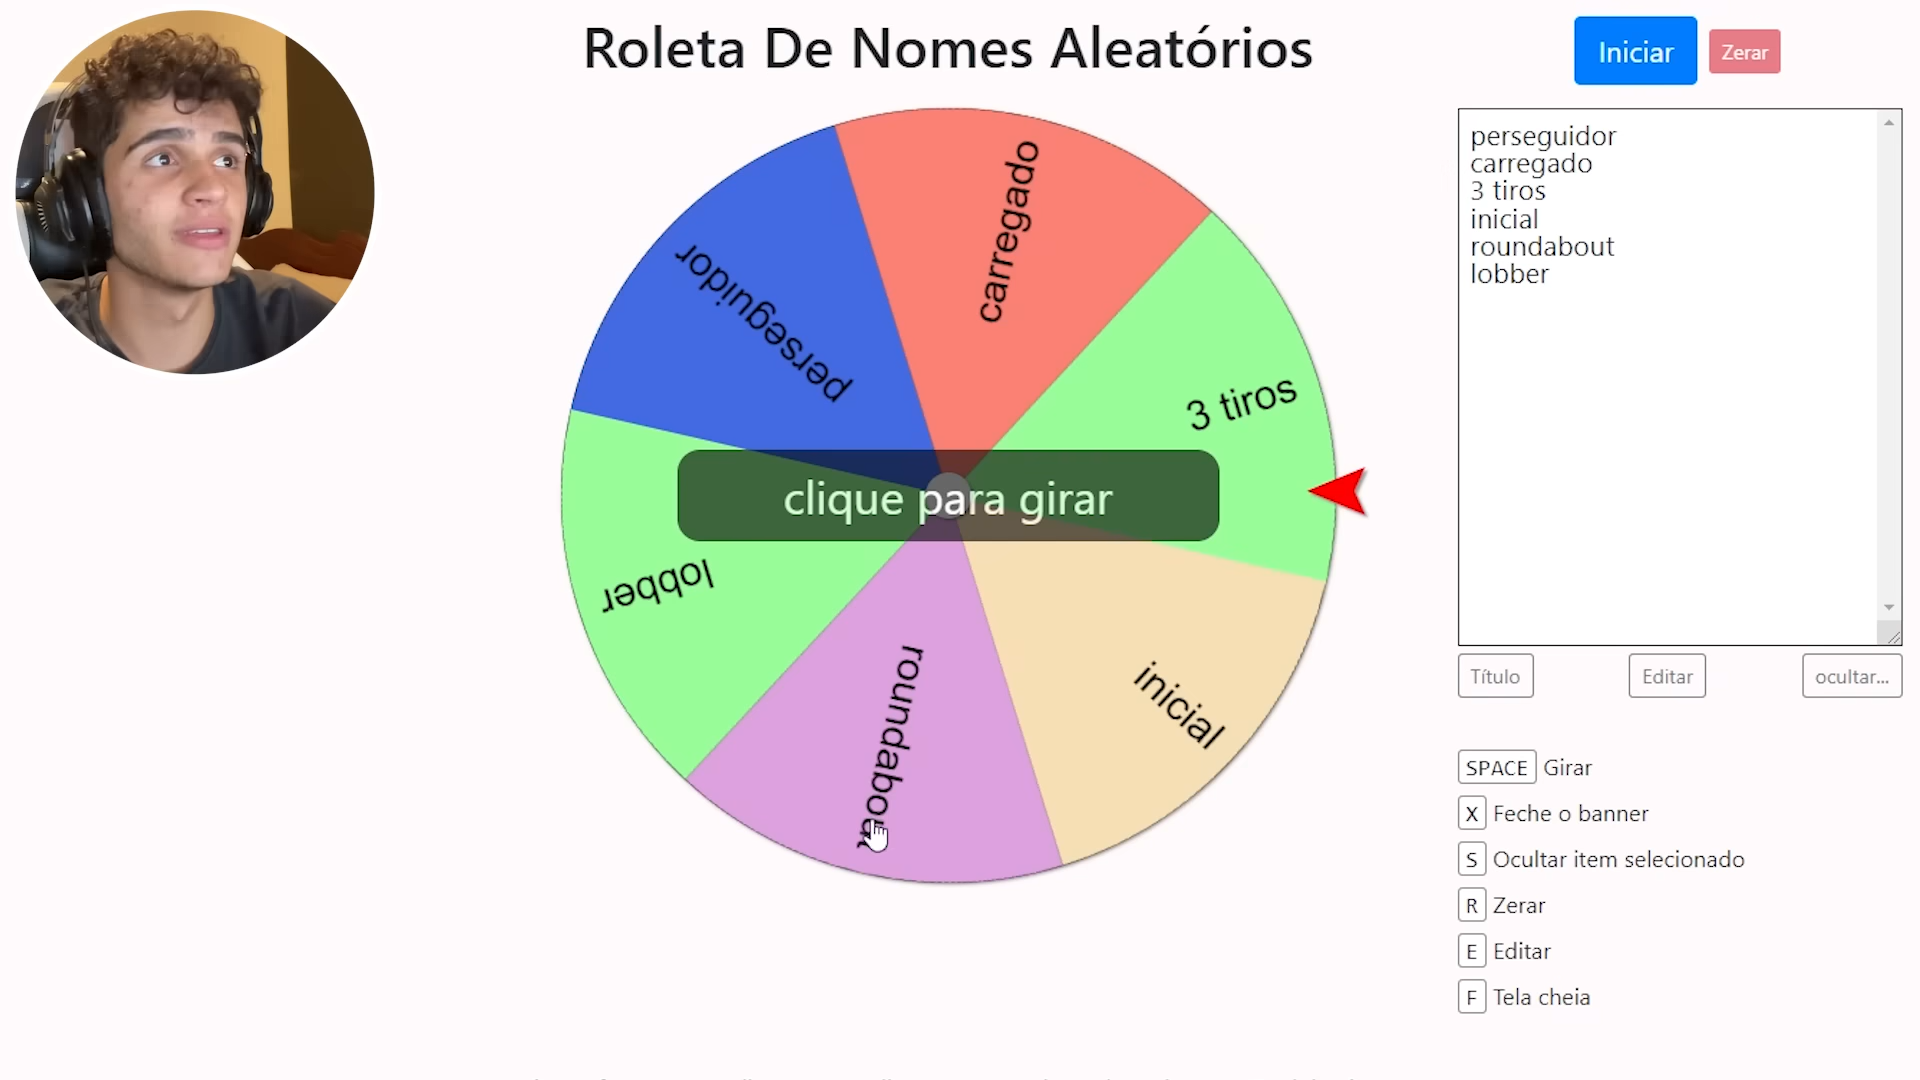 Roleta De Nomes Aleatórios
Iniciar
Zerar
perseguidor
carregado
3 tiros
inicial
roundabout
lobber
carregado
perseguidor
3 tiros
clique para girar
lobber
inicial
Título
Editar
ocultar...
SPACE Girar
X Feche o banner
S Ocultar item selecionado
R Zerar
E Editar
F Tela cheia